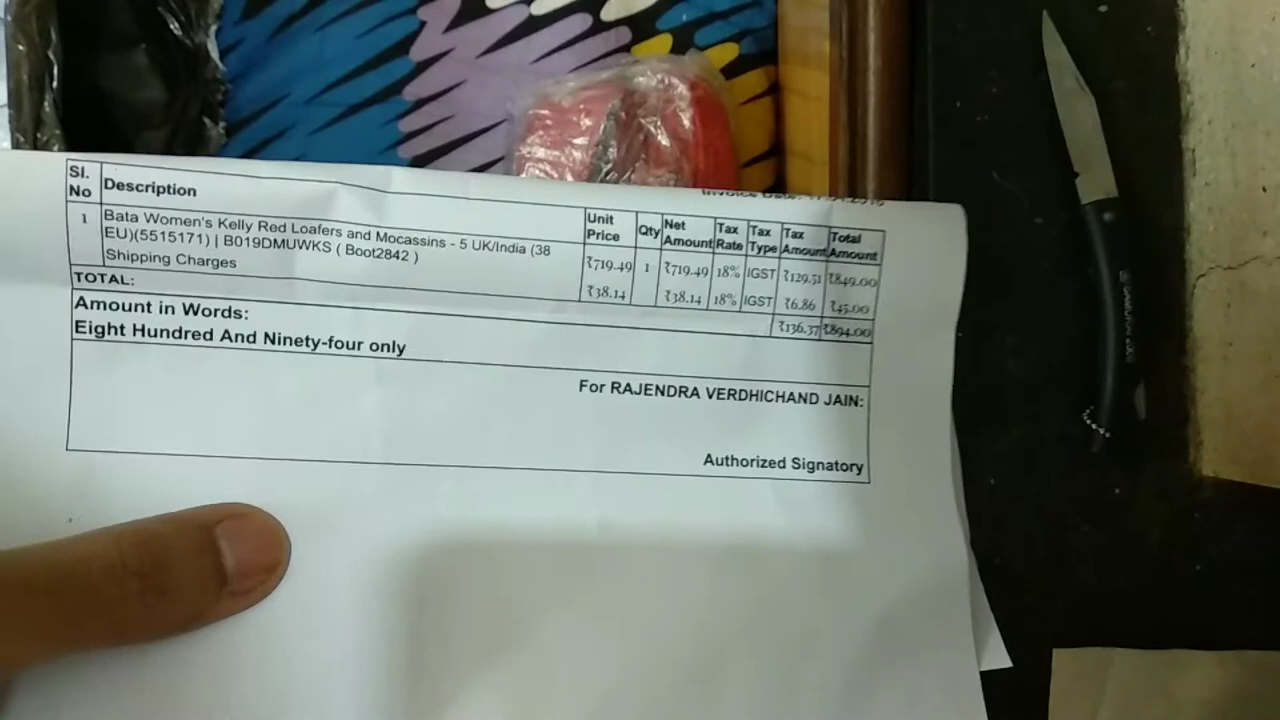 Sl. No Description Unit Price Qty Net Amount Tax Rate Tax Type Tax Amount Total Amount
1 Bata Women's Kelly Red Loafers and Mocassins - 5 UK/India (38
EU)(5515171) | B019DMUWKS ( Boot2842 ) ₹719.49 1 ₹719.49 18% IGST ₹129.51 ₹849.00
Shipping Charges ₹38.14 ₹38.14 18% IGST ₹6.86 ₹45.00
TOTAL: ₹136.37 ₹894.00
Amount in Words:
Eight Hundred And Ninety-four only
For RAJENDRA VERDHICHAND JAIN:
Authorized Signatory